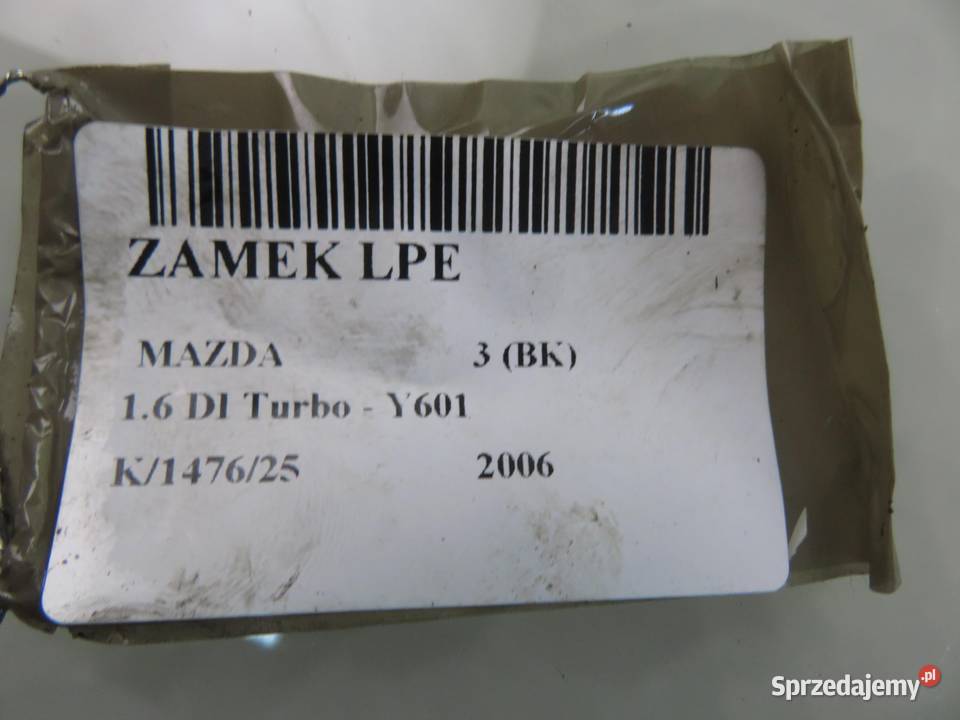 ZAMEK LPE
MAZDA 3 (BK)
1.6 DI Turbo - Y601
K/1476/25 2006
Sprzedajemy.pl